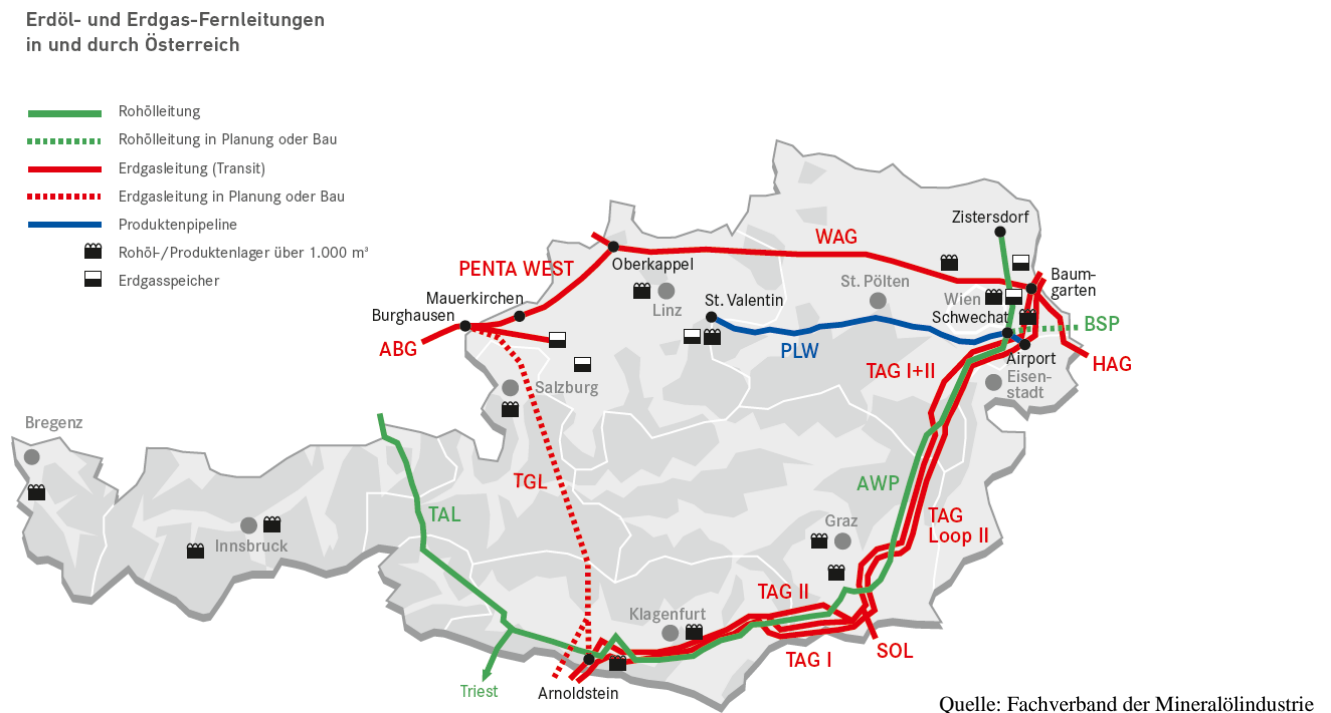 Erdöl- und Erdgas-Fernleitungen
in und durch Österreich
Rohölleitung
Rohölleitung in Planung oder Bau
Erdgasleitung (Transit)
Erdgasleitung in Planung oder Bau
Produktenpipeline
Rohöl-/Produktenlager über 1.000 m³
Erdgasspeicher
Zistersdorf
WAG
PENTA WEST
Oberkappel
Baum-
garten
Mauerkirchen
Linz
St. Valentin
St. Pölten
Wien
Burghausen
Schwechat
BSP
ABG
PLW
Airport
HAG
TAG I+II
Eisen-
stadt
Salzburg
Bregenz
TGL
AWP
TAL
TAG
Loop II
Graz
Innsbruck
TAG II
Klagenfurt
SOL
TAG I
Triest
Arnoldstein
Quelle: Fachverband der Mineralölindustrie